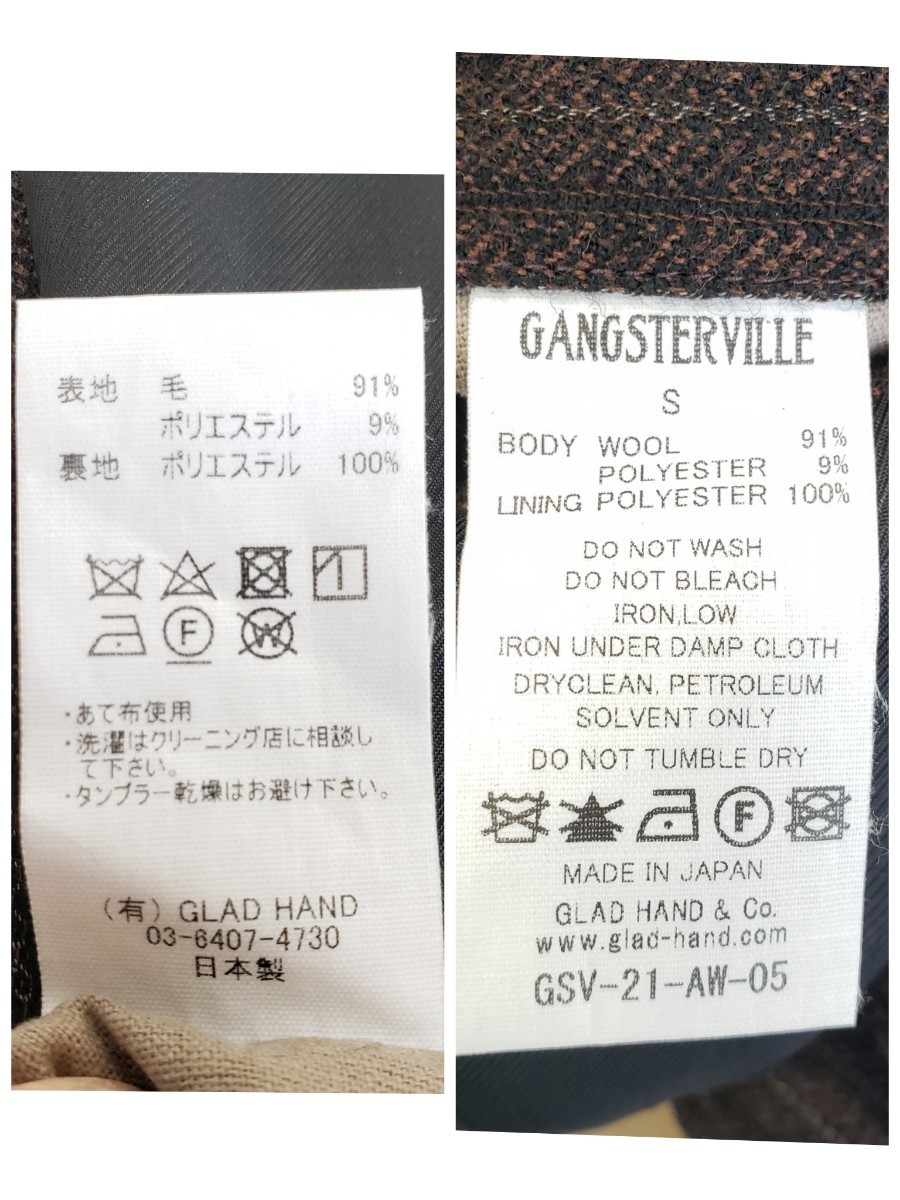 表地 毛 91%
ポリエステル 9%
裏地 ポリエステル 100%
F
W
・あて布使用
・洗濯はクリーニング店に相談し
て下さい。
・タンブラー乾燥はお避け下さい。
(有) GLAD HAND
03-6407-4730
日本製
GANGSTERVILLE
S
BODY WOOL 91%
POLYESTER 9%
LINING POLYESTER 100%
DO NOT WASH
DO NOT BLEACH
IRON,LOW
IRON UNDER DAMP CLOTH
DRYCLEAN, PETROLEUM
SOLVENT ONLY
DO NOT TUMBLE DRY
F
MADE IN JAPAN
GLAD HAND & Co.
www.glad-hand.com
GSV-21-AW-05